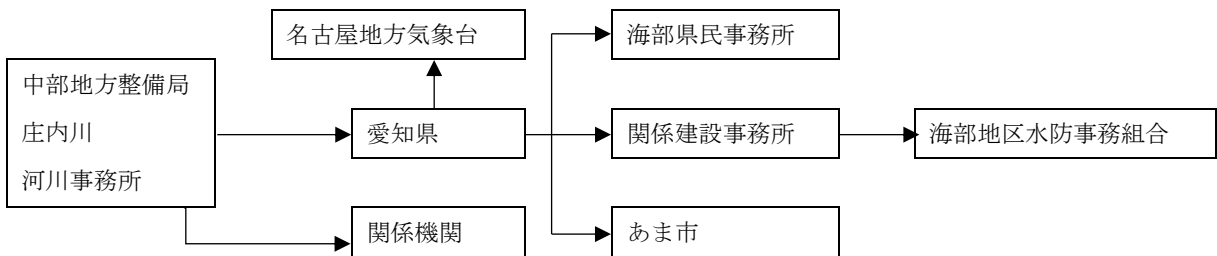 名古屋地方気象台
海部県民事務所
中部地方整備局
庄内川
河川事務所
愛知県
関係建設事務所
海部地区水防事務組合
関係機関
あま市